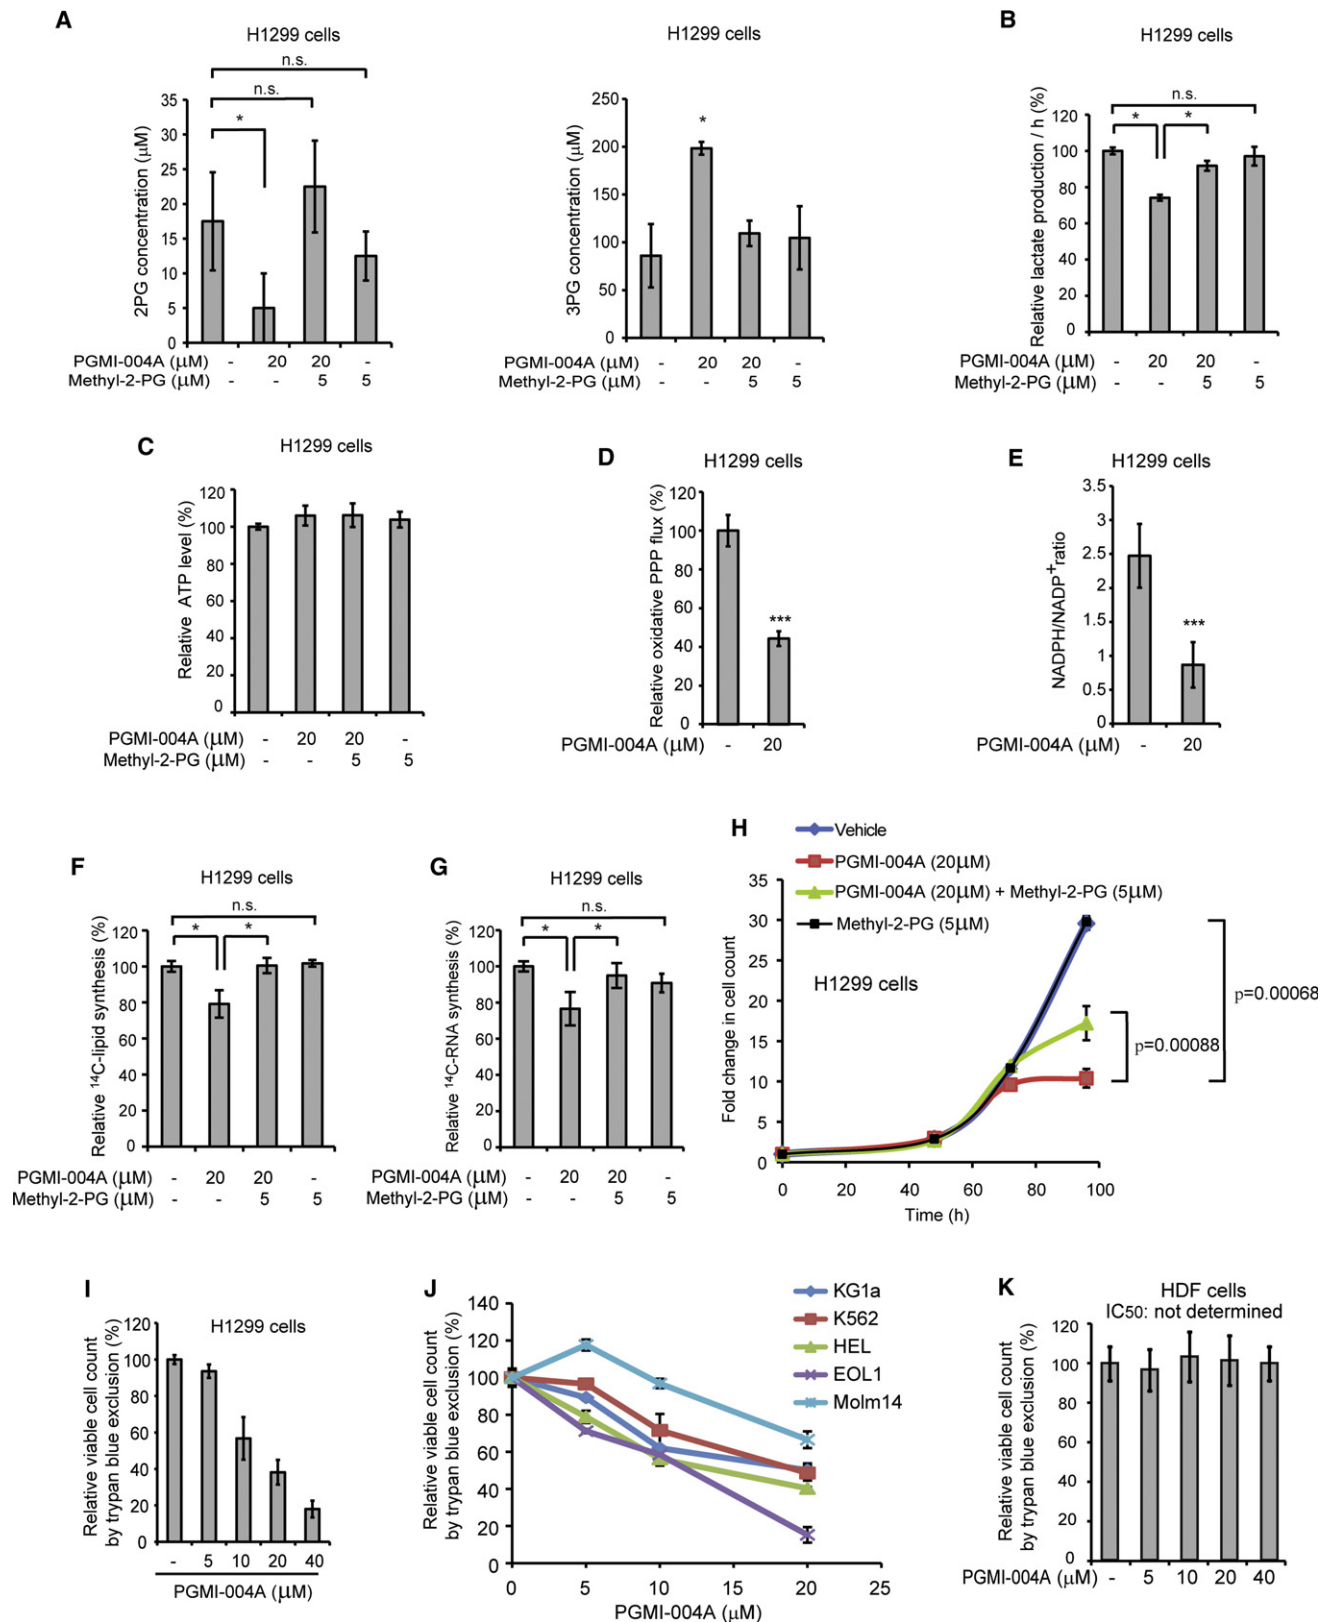 A
H1299 cells
n.s.
n.s.
*
2PG concentration (µM)
35
30
25
20
15
10
5
0
PGMI-004A (µM) - 20 20 -
Methyl-2-PG (µM) - - 5 5
H1299 cells
*
3PG concentration (µM)
250
200
150
100
50
0
PGMI-004A (µM) - 20 20 -
Methyl-2-PG (µM) - - 5 5
B
H1299 cells
n.s.
* *
Relative lactate production / h (%)
120
100
80
60
40
20
0
PGMI-004A (µM) - 20 20 -
Methyl-2-PG (µM) - - 5 5
C
H1299 cells
Relative ATP level (%)
120
100
80
60
40
20
0
PGMI-004A (µM) - 20 20 -
Methyl-2-PG (µM) - - 5 5
D
H1299 cells
Relative oxidative PPP flux (%)
120
100
80
60
40
20
0
***
PGMI-004A (µM) - 20
E
H1299 cells
NADPH/NADP+ratio
3.5
3
2.5
2
1.5
1
0.5
0
***
PGMI-004A (µM) - 20
F
H1299 cells
n.s.
* *
Relative 14C-lipid synthesis (%)
120
100
80
60
40
20
0
PGMI-004A (µM) - 20 20 -
Methyl-2-PG (µM) - - 5 5
G
H1299 cells
n.s.
* *
Relative 14C-RNA synthesis (%)
120
100
80
60
40
20
0
PGMI-004A (µM) - 20 20 -
Methyl-2-PG (µM) - - 5 5
H
Vehicle
PGMI-004A (20µM)
PGMI-004A (20µM) + Methyl-2-PG (5µM)
Methyl-2-PG (5µM)
H1299 cells
Fold change in cell count
35
30
25
20
15
10
5
0
0 20 40 60 80 100
Time (h)
p=0.00088
p=0.00068
I
H1299 cells
Relative viable cell count
by trypan blue exclusion (%)
120
100
80
60
40
20
0
- 5 10 20 40
PGMI-004A (µM)
J
KG1a
K562
HEL
EOL1
Molm14
Relative viable cell count
by trypan blue exclusion (%)
140
120
100
80
60
40
20
0
0 5 10 15 20 25
PGMI-004A (µM)
K
HDF cells
IC50: not determined
Relative viable cell count
by trypan blue exclusion (%)
120
100
80
60
40
20
0
PGMI-004A (µM) - 5 10 20 40